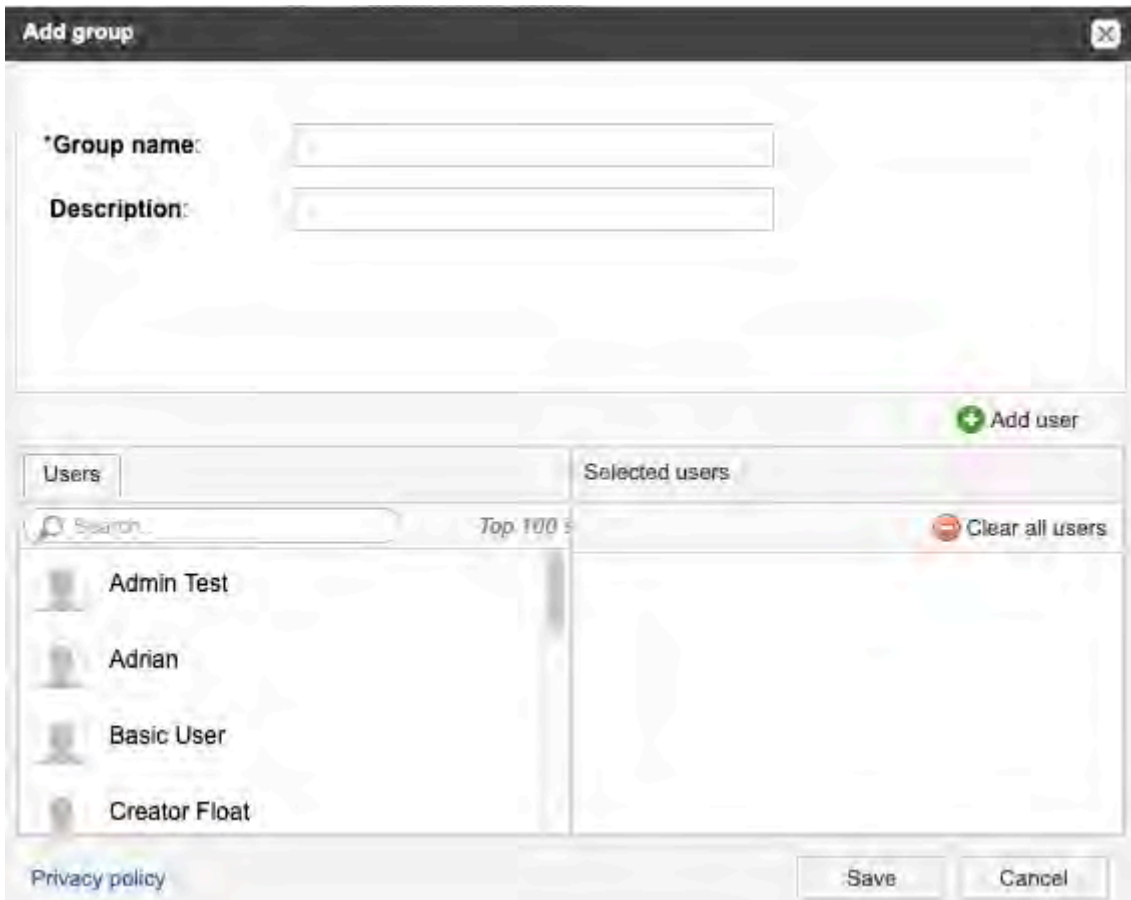 Add group
*Group name:
Description:
Add user
Users
Selected users
Search...
Top 100
Clear all users
Admin Test
Adrian
Basic User
Creator Float
Privacy policy
Save
Cancel